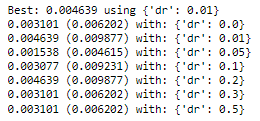 Best: 0.004639 using {'dr': 0.01}
0.003101 (0.006202) with: {'dr': 0.0}
0.004639 (0.009877) with: {'dr': 0.01}
0.001538 (0.004615) with: {'dr': 0.05}
0.003077 (0.009231) with: {'dr': 0.1}
0.004639 (0.009877) with: {'dr': 0.2}
0.003101 (0.006202) with: {'dr': 0.3}
0.003101 (0.006202) with: {'dr': 0.5}